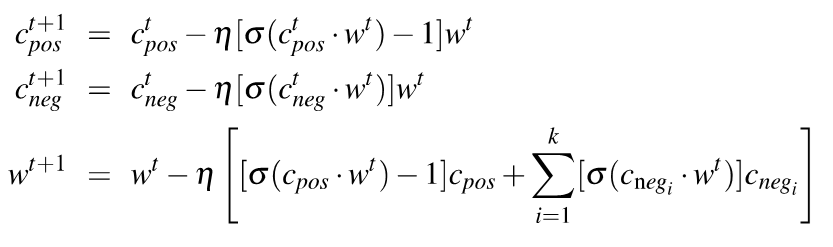 c_{pos}^{t+1} = c_{pos}^{t} − η[σ(c_{pos}^{t} · w^{t}) − 1]w^{t}
c_{neg}^{t+1} = c_{neg}^{t} − η[σ(c_{neg}^{t} · w^{t})]w^{t}
w^{t+1} = w^{t} − η[[σ(c_{pos} · w^{t}) − 1]c_{pos} + ∑_{i=1}^{k}[σ(c_{neg_i} · w^{t})]c_{neg_i}]